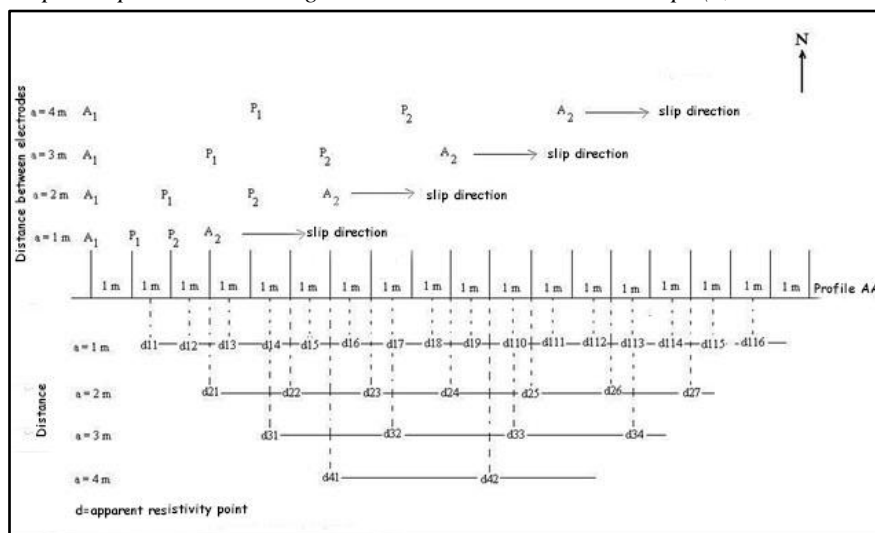 N
Distance between electrodes
a = 4 m A1 P1 P2 A2 slip direction
a = 3 m A1 P1 P2 A2 slip direction
a = 2 m A1 P1 P2 A2 slip direction
a = 1 m A1 P1 P2 A2 slip direction
1 m 1 m 1 m 1 m 1 m 1 m 1 m 1 m 1 m 1 m 1 m 1 m 1 m 1 m 1 m 1 m 1 m 1 m Profile AA
Distance
a = 1 m d11 d12 d13 d14 d15 d16 d17 d18 d19 d110 d111 d112 d113 d114 d115 d116
a = 2 m d21 d22 d23 d24 d25 d26 d27
a = 3 m d31 d32 d33 d34
a = 4 m d41 d42
d=apparent resistivity point